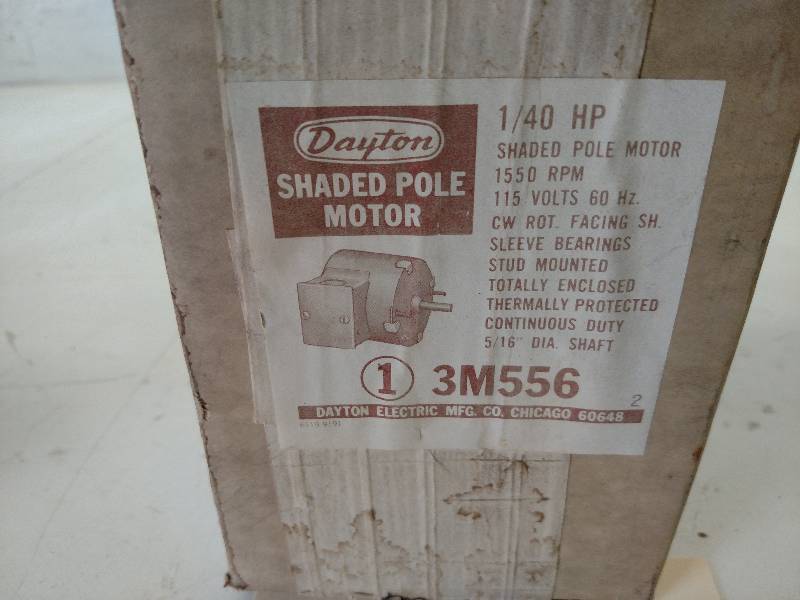 Dayton
SHADED POLE
MOTOR
1/40 HP
SHADED POLE MOTOR
1550 RPM
115 VOLTS 60 Hz.
CW ROT. FACING SH.
SLEEVE BEARINGS
STUD MOUNTED
TOTALLY ENCLOSED
THERMALLY PROTECTED
CONTINUOUS DUTY
5/16" DIA. SHAFT
1 3M556
2
DAYTON ELECTRIC MFG. CO. CHICAGO 60648